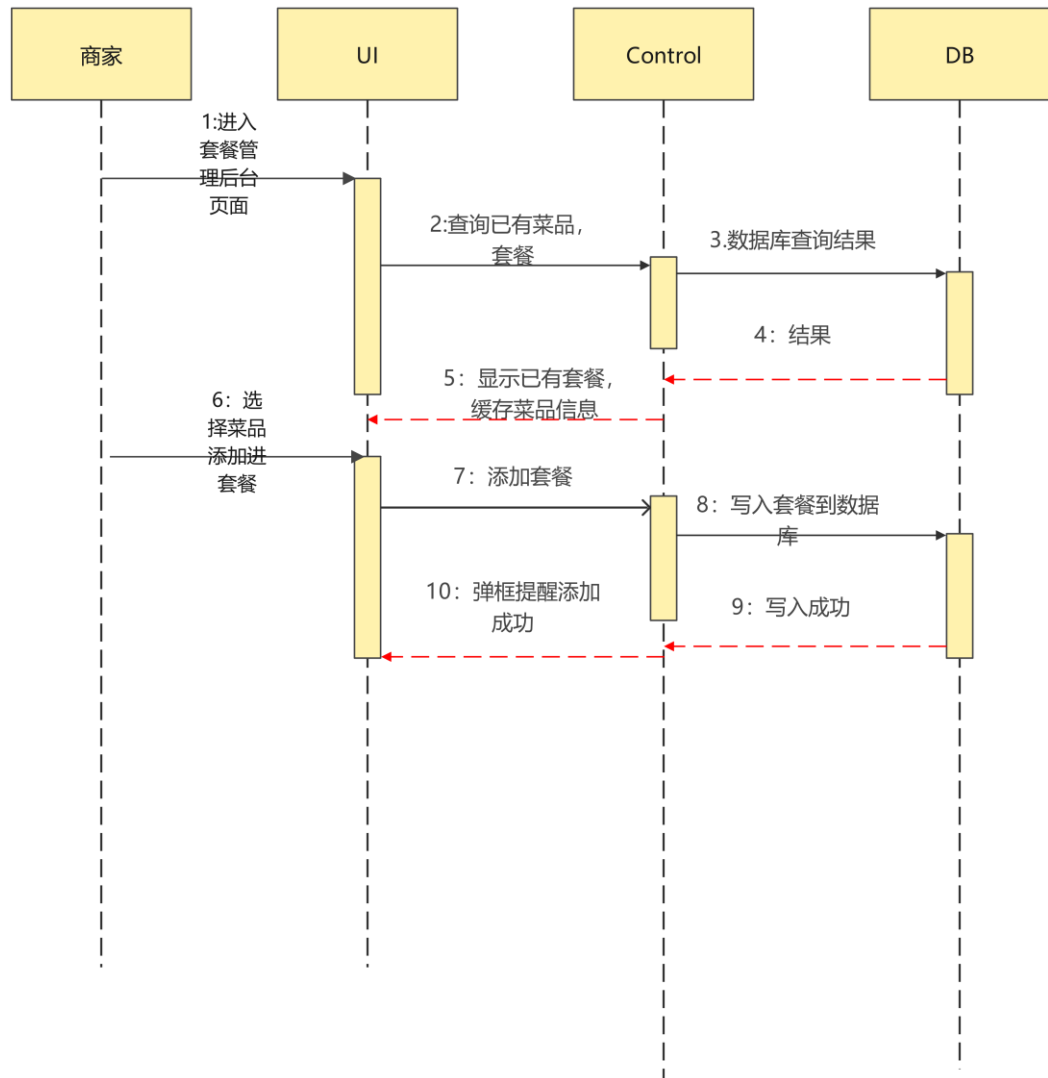 商家
UI
Control
DB
1:进入
套餐管
理后台
页面
2:查询已有菜品，
套餐
3.数据库查询结果
4：结果
5：显示已有套餐，
缓存菜品信息
6：选
择菜品
添加进
套餐
7：添加套餐
8：写入套餐到数据
库
9：写入成功
10：弹框提醒添加
成功